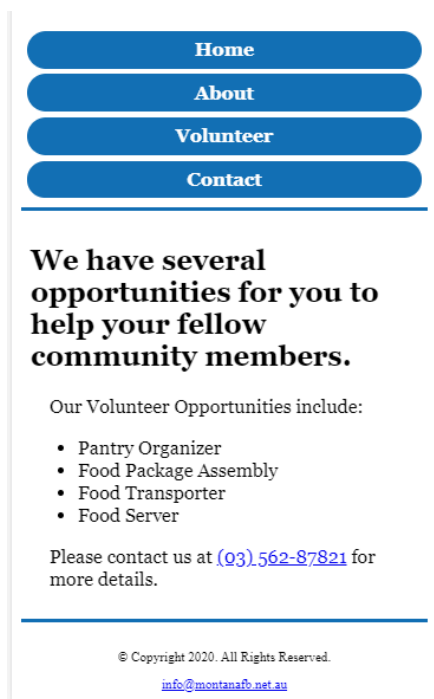 Home
About
Volunteer
Contact
We have several
opportunities for you to
help your fellow
community members.
Our Volunteer Opportunities include:
• Pantry Organizer
• Food Package Assembly
• Food Transporter
• Food Server
Please contact us at (03) 562-87821 for
more details.
© Copyright 2020. All Rights Reserved.
info@montanafb.net.au